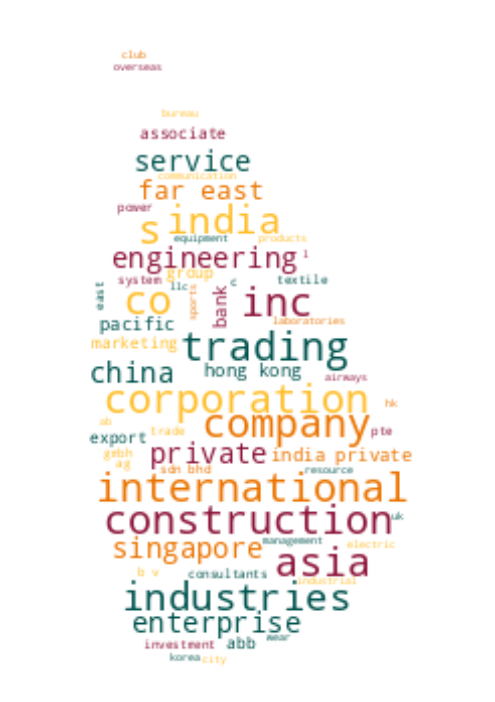 club
overseas
bureau
associate
service
communication
far east
power
s india
equipment products
engineering l
group
system llc c textile
east co sports bank inc
pacific laboratories
marketing trading
china hong kong
airways
corporation hk
ab company
export trade pte
gmbh private india private
ag sdn bhd resource
international
construction uk
singapore management electric
asia
b v consultants industrial
industries
enterprise
wear
investment abb
korea city